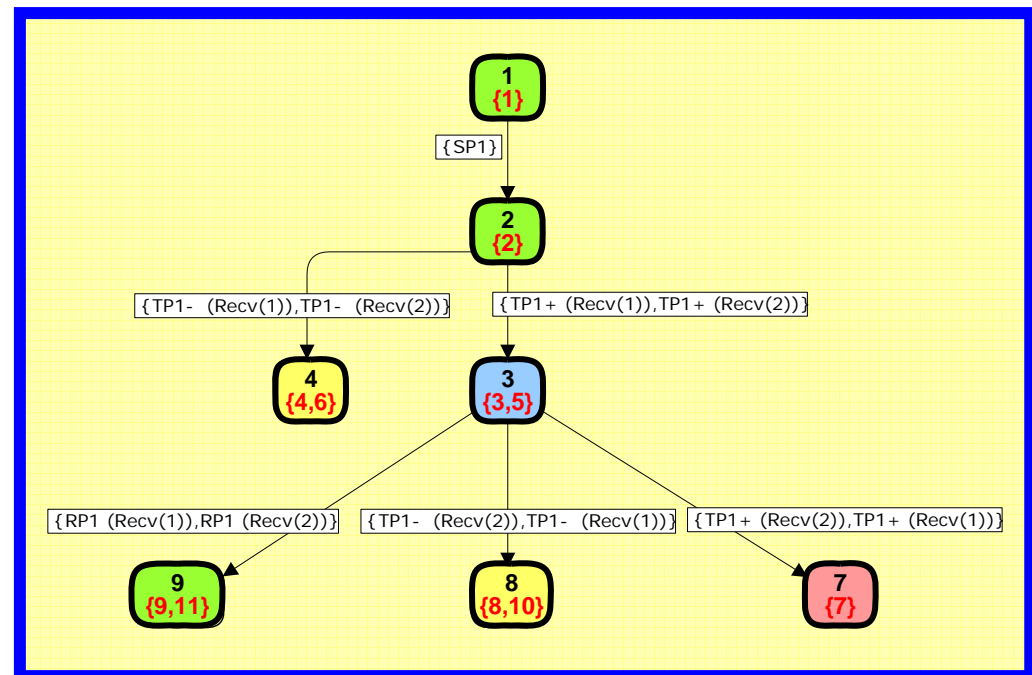 1
{1}
{SP1}
2
{2}
{TP1- (Recv(1)),TP1- (Recv(2))}
{TP1+ (Recv(1)),TP1+ (Recv(2))}
4
{4,6}
3
{3,5}
{RP1 (Recv(1)),RP1 (Recv(2))}
{TP1- (Recv(2)),TP1- (Recv(1))}
{TP1+ (Recv(2)),TP1+ (Recv(1))}
9
{9,11}
8
{8,10}
7
{7}